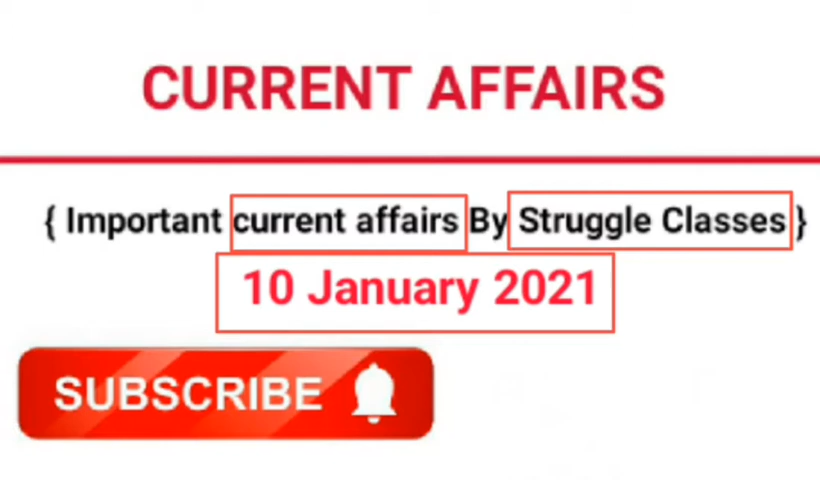 CURRENT AFFAIRS
{ Important current affairs By Struggle Classes }
10 January 2021
SUBSCRIBE